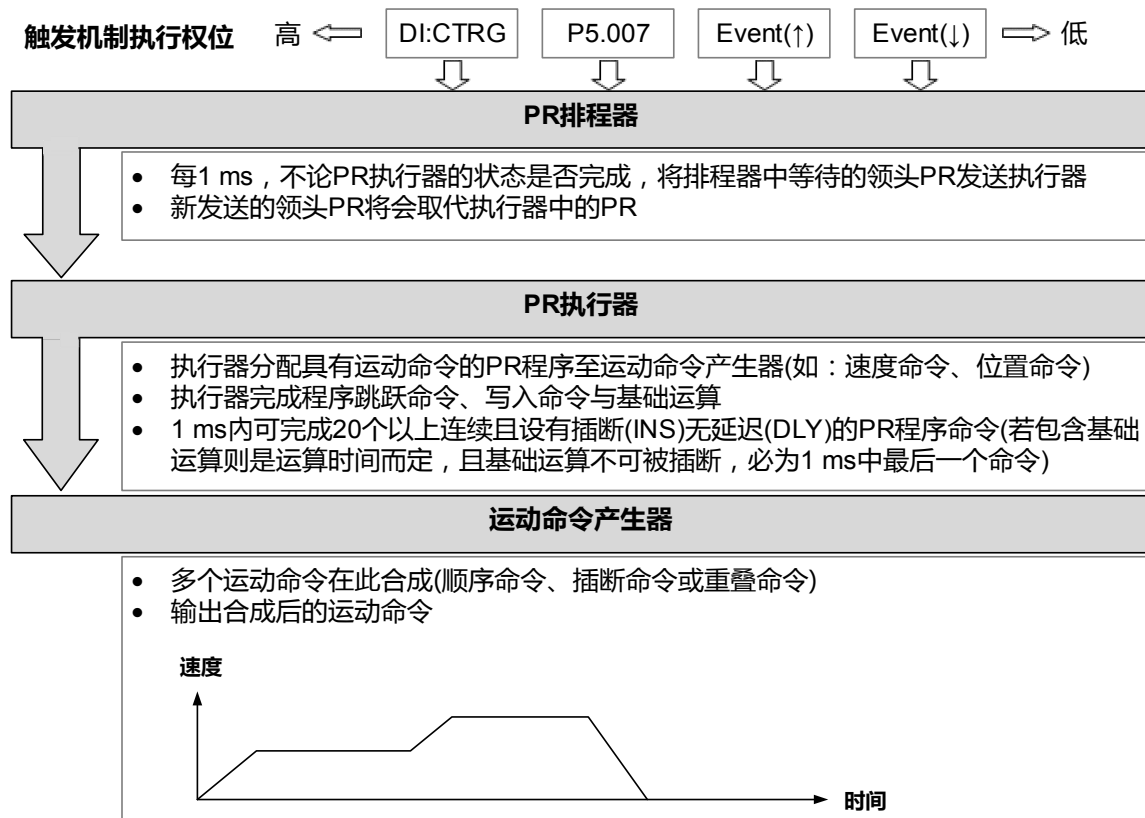 触发机制执行权位 高 DI:CTRG P5.007 Event(↑) Event(↓) 低
PR排程器
• 每1 ms，不论PR执行器的状态是否完成，将排程器中等待的领头PR发送执行器
• 新发送的领头PR将会取代执行器中的PR
PR执行器
• 执行器分配具有运动命令的PR程序至运动命令产生器(如：速度命令、位置命令)
• 执行器完成程序跳跃命令、写入命令与基础运算
• 1 ms内可完成20个以上连续且设有插断(INS)无延迟(DLY)的PR程序命令(若包含基础
运算则是运算时间而定，且基础运算不可被插断，必为1 ms中最后一个命令)
运动命令产生器
• 多个运动命令在此合成(顺序命令、插断命令或重叠命令)
• 输出合成后的运动命令
速度
时间